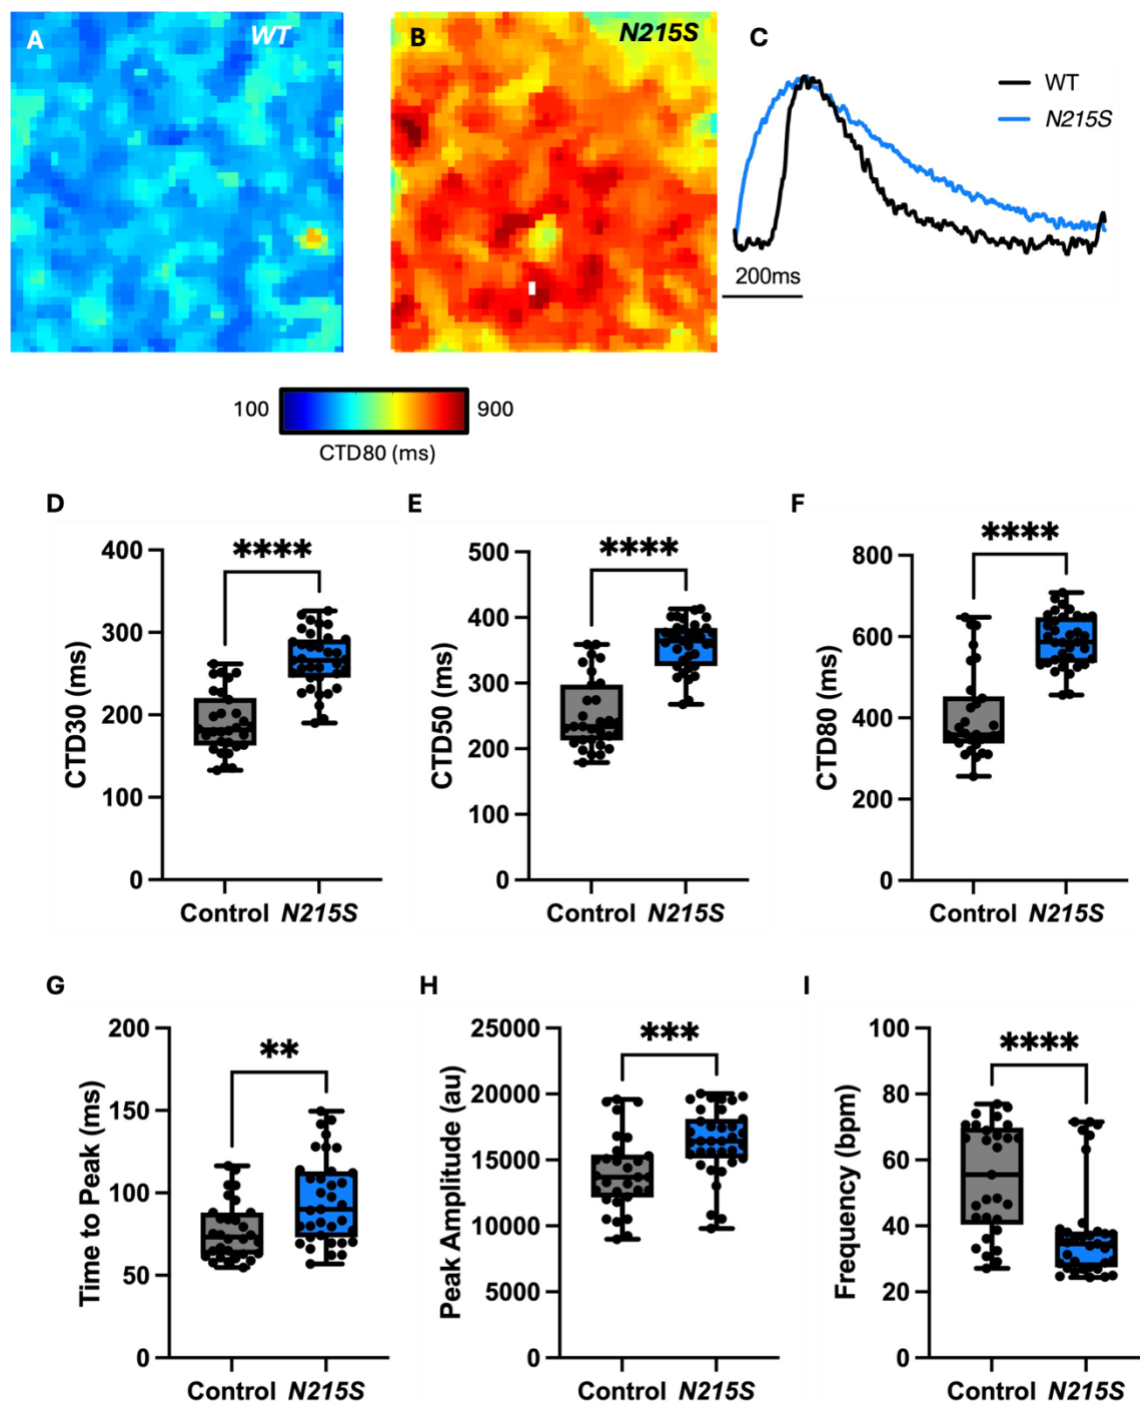 A WT
B N215S
C
WT
N215S
200ms
100 900
CTD80 (ms)
D
****
CTD30 (ms)
400
300
200
100
0
Control N215S
E
****
CTD50 (ms)
500
400
300
200
100
0
Control N215S
F
****
CTD80 (ms)
800
600
400
200
0
Control N215S
G
**
Time to Peak (ms)
200
150
100
50
0
Control N215S
H
***
Peak Amplitude (au)
25000
20000
15000
10000
5000
0
Control N215S
I
****
Frequency (bpm)
100
80
60
40
20
0
Control N215S